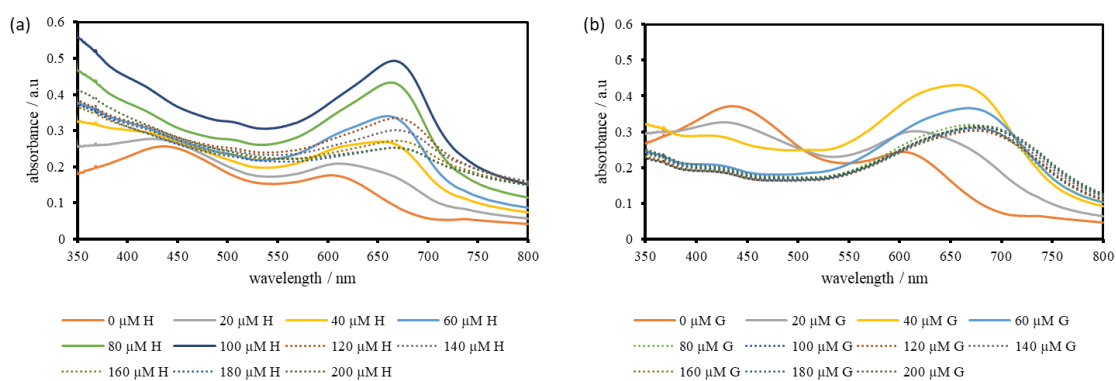 (a)
0.6
0.5
0.4
0.3
0.2
0.1
0
absorbance / a.u
350 400 450 500 550 600 650 700 750 800
wavelength / nm
0 µM H 20 µM H 40 µM H 60 µM H
80 µM H 100 µM H 120 µM H 140 µM H
160 µM H 180 µM H 200 µM H
(b)
0.6
0.5
0.4
0.3
0.2
0.1
0
absorbance / a.u
350 400 450 500 550 600 650 700 750 800
wavelength / nm
0 µM G 20 µM G 40 µM G 60 µM G
80 µM G 100 µM G 120 µM G 140 µM G
160 µM G 180 µM G 200 µM G